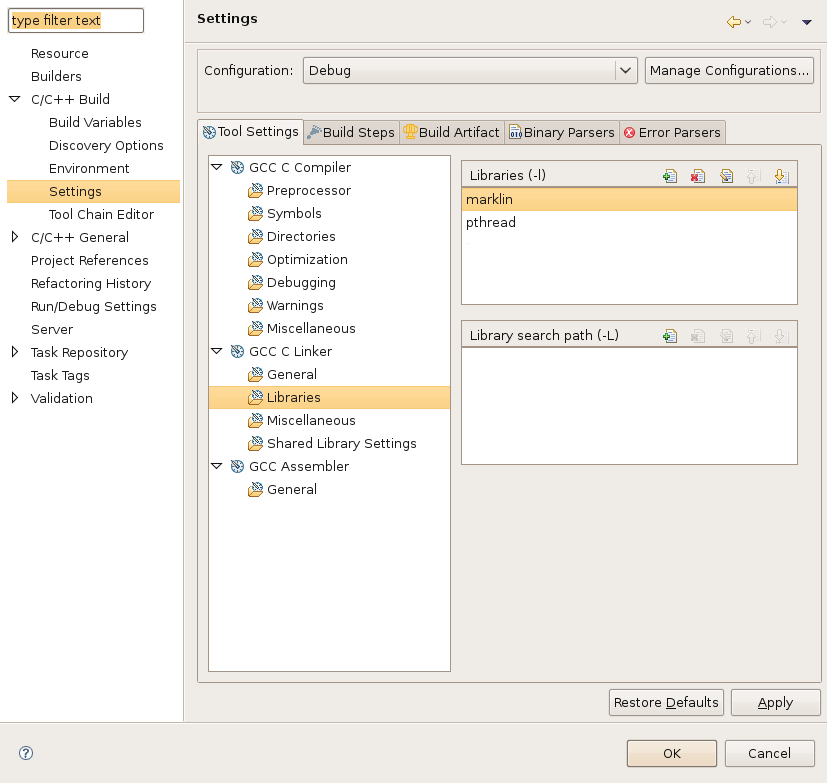 type filter text
Resource
Builders
C/C++ Build
Build Variables
Discovery Options
Environment
Settings
Tool Chain Editor
C/C++ General
Project References
Refactoring History
Run/Debug Settings
Server
Task Repository
Task Tags
Validation
Settings
Configuration: Debug Manage Configurations...
Tool Settings Build Steps Build Artifact Binary Parsers Error Parsers
GCC C Compiler
Preprocessor
Symbols
Directories
Optimization
Debugging
Warnings
Miscellaneous
GCC C Linker
General
Libraries
Miscellaneous
Shared Library Settings
GCC Assembler
General
Libraries (-l)
marklin
pthread
Library search path (-L)
Restore Defaults Apply
OK Cancel